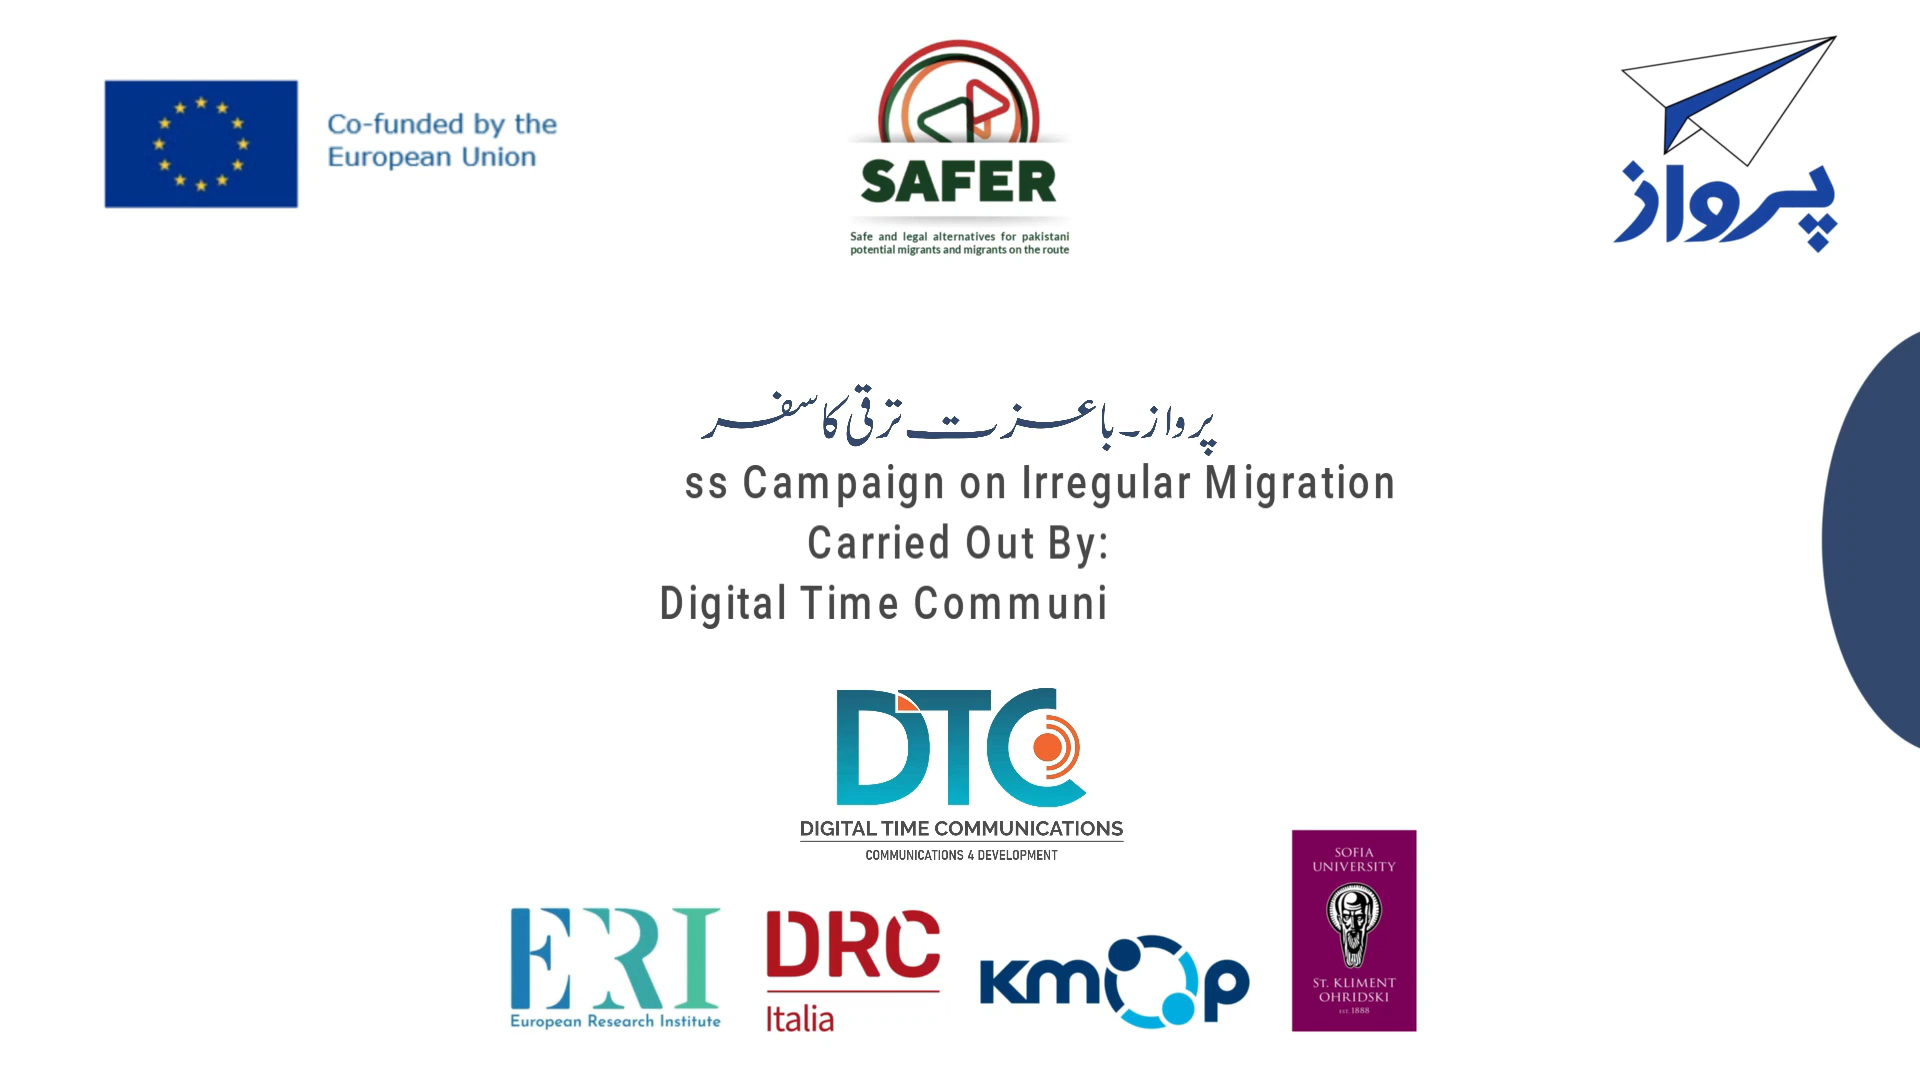 Co-funded by the
European Union
SAFER
Safe and legal alternatives for pakistani
potential migrants and migrants on the route
پرواز
پرواز۔ باعزت ترقی کا سفر
ss Campaign on Irregular Migration
Carried Out By:
Digital Time Communi
DTC
DIGITAL TIME COMMUNICATIONS
COMMUNICATIONS 4 DEVELOPMENT
ERI
European Research Institute
DRC
Italia
kmop
SOFIA
UNIVERSITY
ST. KLIMENT
OHRIDSKI
EST. 1888